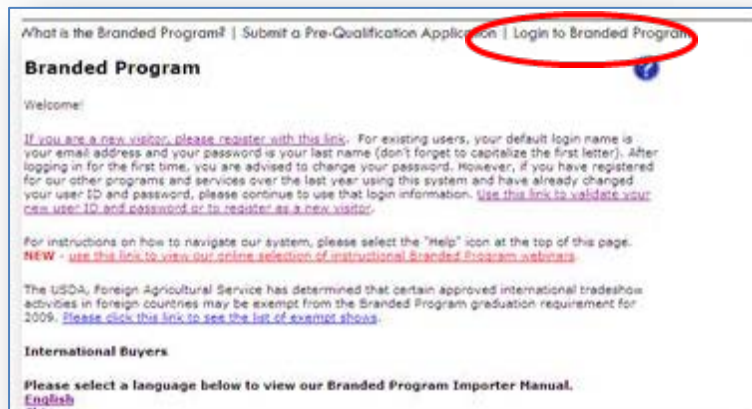 What is the Branded Program? | Submit a Pre-Qualification Application | Login to Branded Program
Branded Program
Welcome!
If you are a new visitor, please register with this link. For existing users, your default login name is
your email address and your password is your last name (don't forget to capitalize the first letter). After
logging in for the first time, you are advised to change your password. However, if you have registered
for our other programs and services over the last year using this system and have already changed
your user ID and password, please continue to use that login information. Use this link to validate your
new user ID and password or to register as a new visitor.
For instructions on how to navigate our system, please select the "Help" icon at the top of this page.
NEW - use this link to view our online selection of instructional Branded Program webinars.
The USDA, Foreign Agricultural Service has determined that certain approved international tradeshow
activities in foreign countries may be exempt from the Branded Program graduation requirement for
2009. Please click this link to see the list of exempt shows.
International Buyers
Please select a language below to view our Branded Program Importer Manual.
English